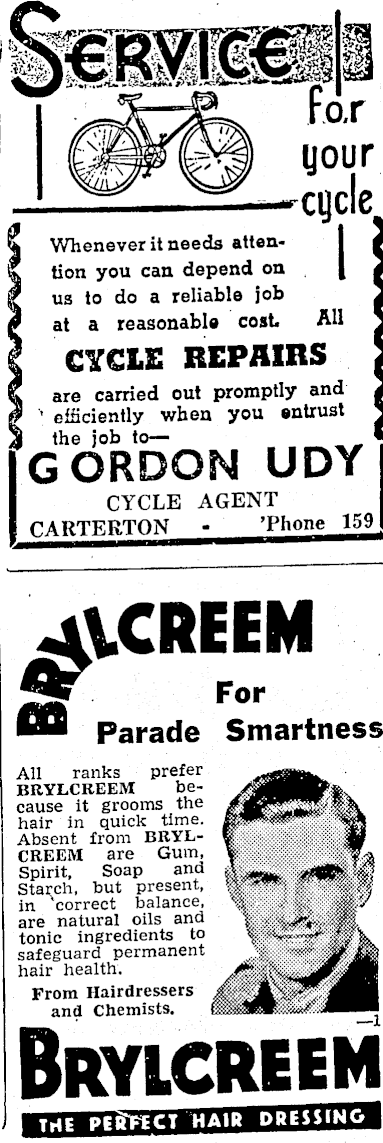 SERVICE
for
your
cycle
Whenever it needs atten-
tion you can depend on
us to do a reliable job
at a reasonable cost. All
CYCLE REPAIRS
are carried out promptly and
efficiently when you entrust
the job to—
GORDON UDY
CYCLE AGENT
CARTERTON - 'Phone 159
BRYLCREEM
For
Parade Smartness
All ranks prefer
BRYLCREEM be-
cause it grooms the
hair in quick time.
Absent from BRYL-
CREEM are Gum,
Spirit, Soap and
Starch, but present,
in correct balance,
are natural oils and
tonic ingredients to
safeguard permanent
hair health.
From Hairdressers
and Chemists.
—1
BRYLCREEM
THE PERFECT HAIR DRESSING